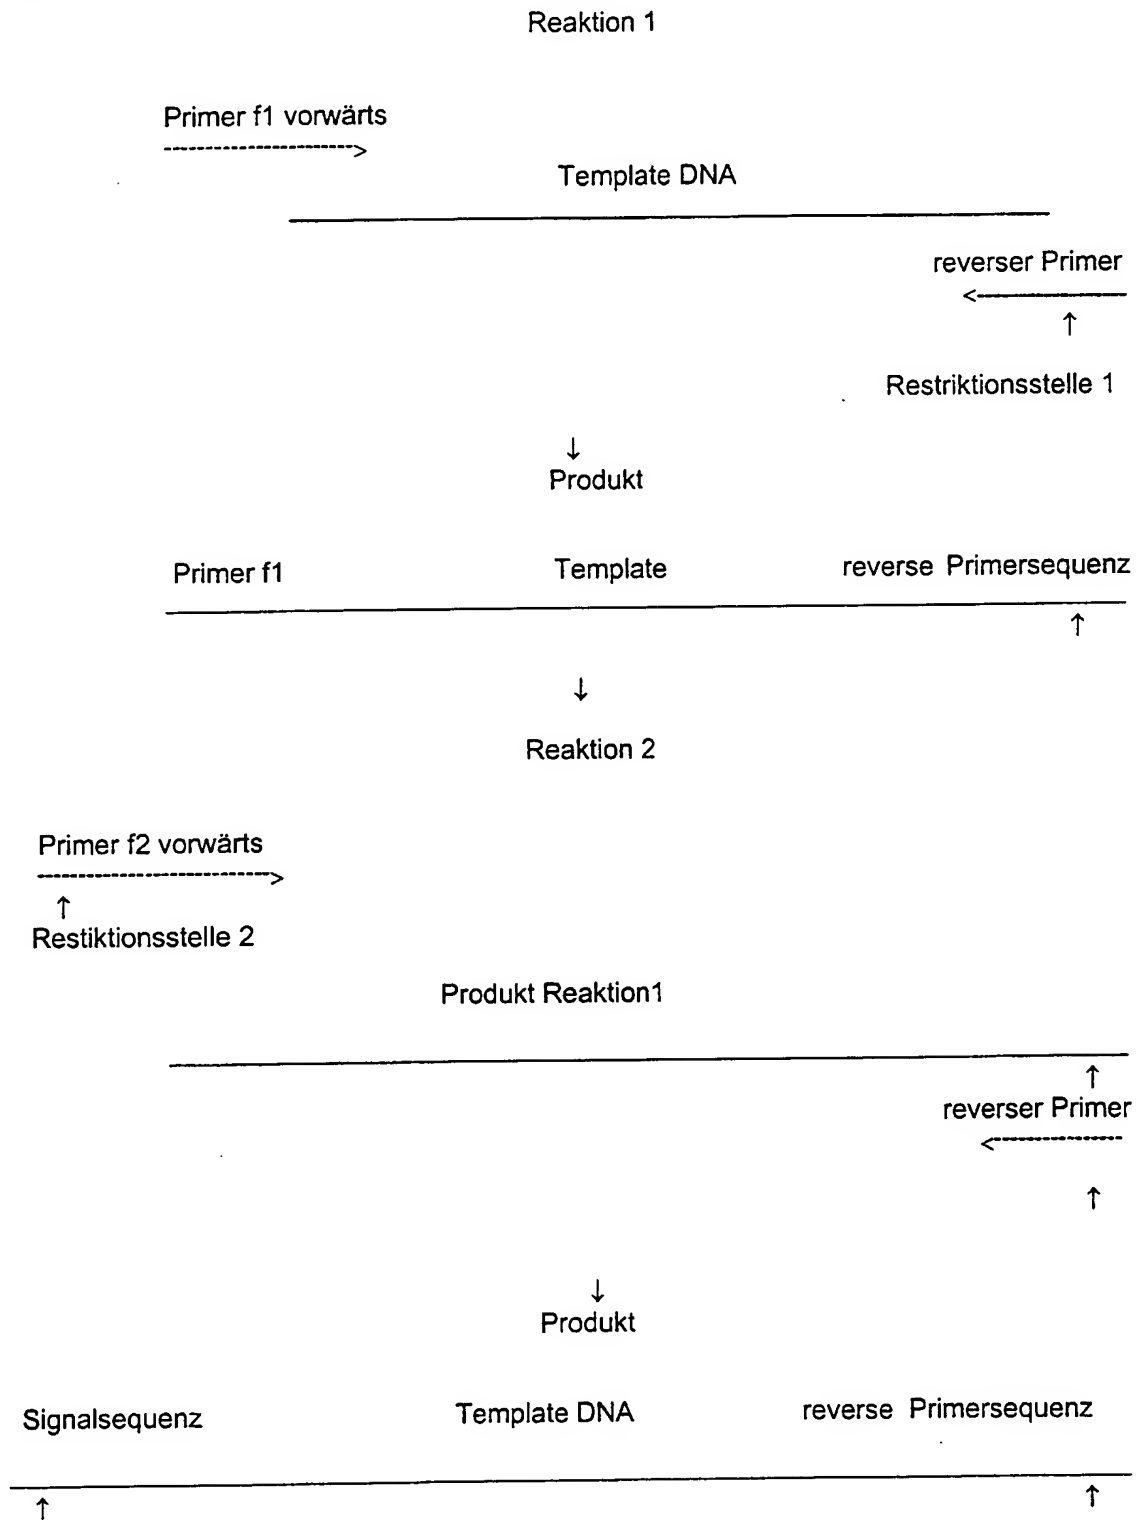 Reaktion 1
Primer f1 vorwärts
Template DNA
reverser Primer
Restriktionsstelle 1
Produkt
Primer f1 Template reverse Primersequenz
Reaktion 2
Primer f2 vorwärts
Restiktionsstelle 2
Produkt Reaktion1
reverser Primer
Produkt
Signalsequenz Template DNA reverse Primersequenz